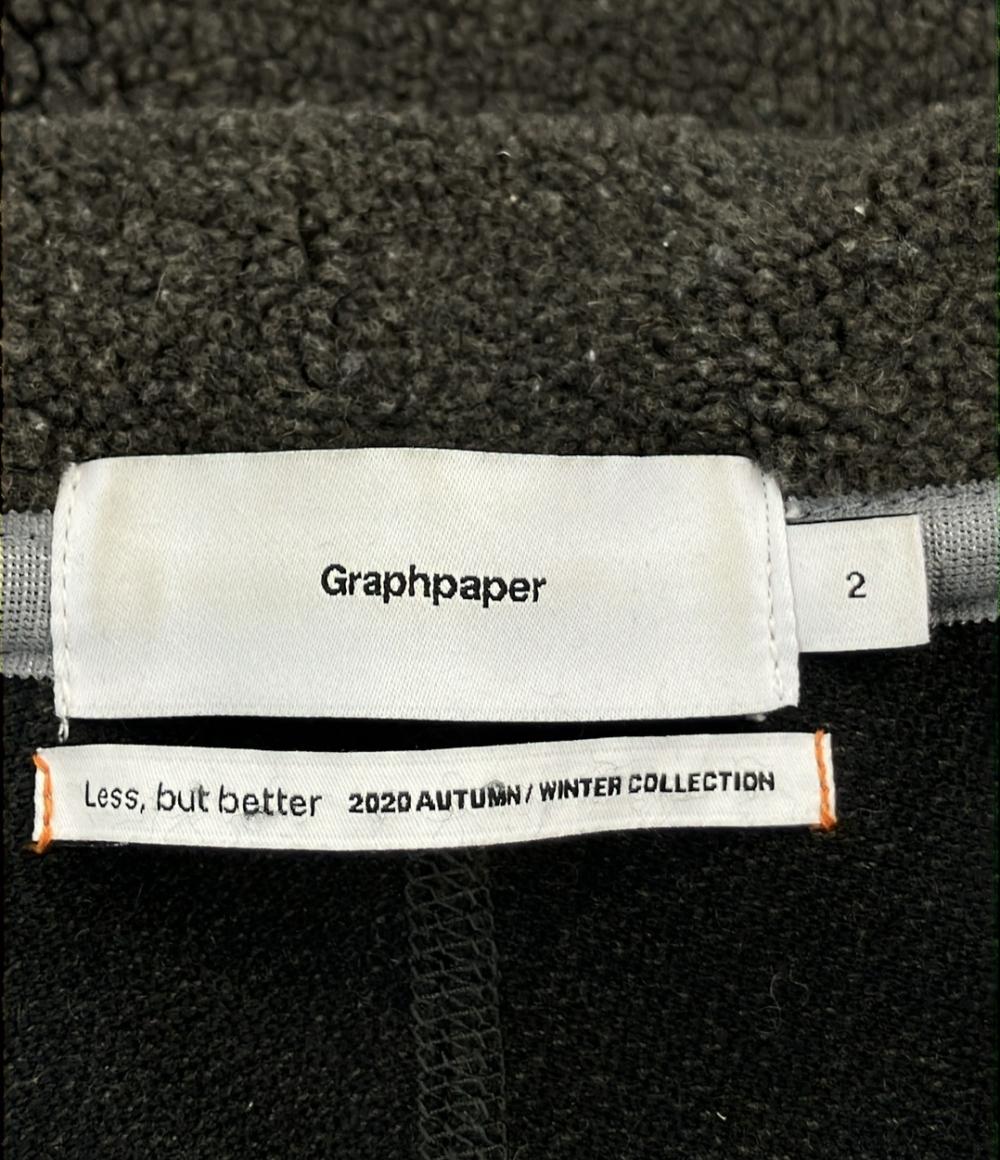 Graphpaper
2
Less, but better 2020 AUTUMN / WINTER COLLECTION